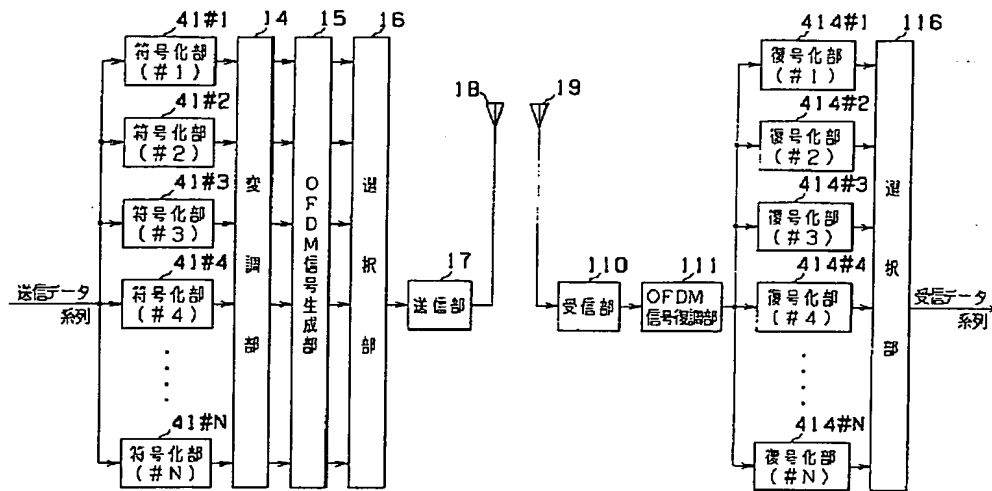 41#1
14
15
16
414#1
116
符号化部
(#1)
復号化部
(#1)
41#2
18
19
414#2
符号化部
(#2)
復号化部
(#2)
41#3
414#3
符号化部
(#3)
復号化部
(#3)
変調部
OFDM信号生成部
選択部
選択部
41#4
17
110
111
414#4
送信データ
系列
符号化部
(#4)
送信部
受信部
OFDM
信号復調部
復号化部
(#4)
受信データ
系列
41#N
414#N
符号化部
(#N)
復号化部
(#N)